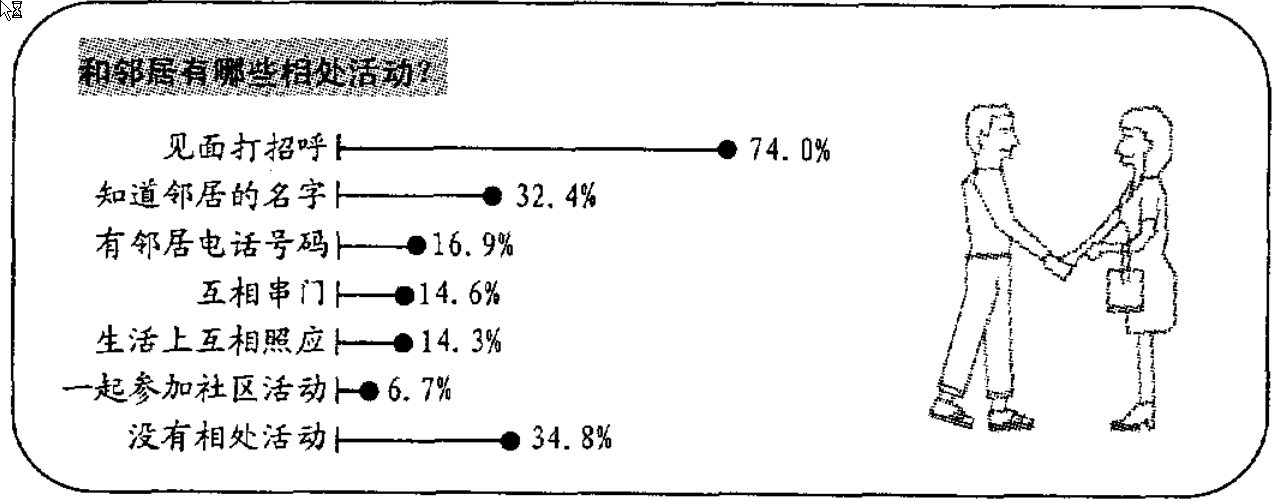 和邻居有哪些相处活动?
见面打招呼 74.0%
知道邻居的名字 32.4%
有邻居电话号码 16.9%
互相串门 14.6%
生活上互相照应 14.3%
一起参加社区活动 6.7%
没有相处活动 34.8%